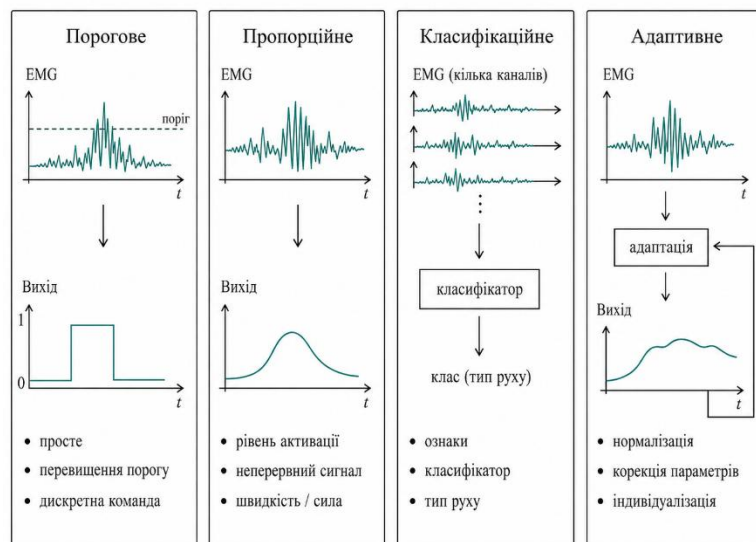 Порогове
EMG
поріг
t
Вихід
1
0
t
• просте
• перевищення порогу
• дискретна команда
Пропорційне
EMG
t
Вихід
t
• рівень активації
• неперервний сигнал
• швидкість / сила
Класифікаційне
EMG (кілька каналів)
класифікатор
клас (тип руху)
• ознаки
• класифікатор
• тип руху
Адаптивне
EMG
t
адаптація
Вихід
t
• нормалізація
• корекція параметрів
• індивідуалізація